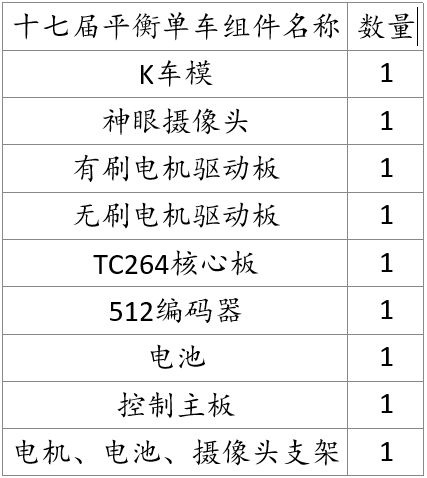 十七届平衡单车组件名称 数量
K车模 1
神眼摄像头 1
有刷电机驱动板 1
无刷电机驱动板 1
TC264核心板 1
512编码器 1
电池 1
控制主板 1
电机、电池、摄像头支架 1